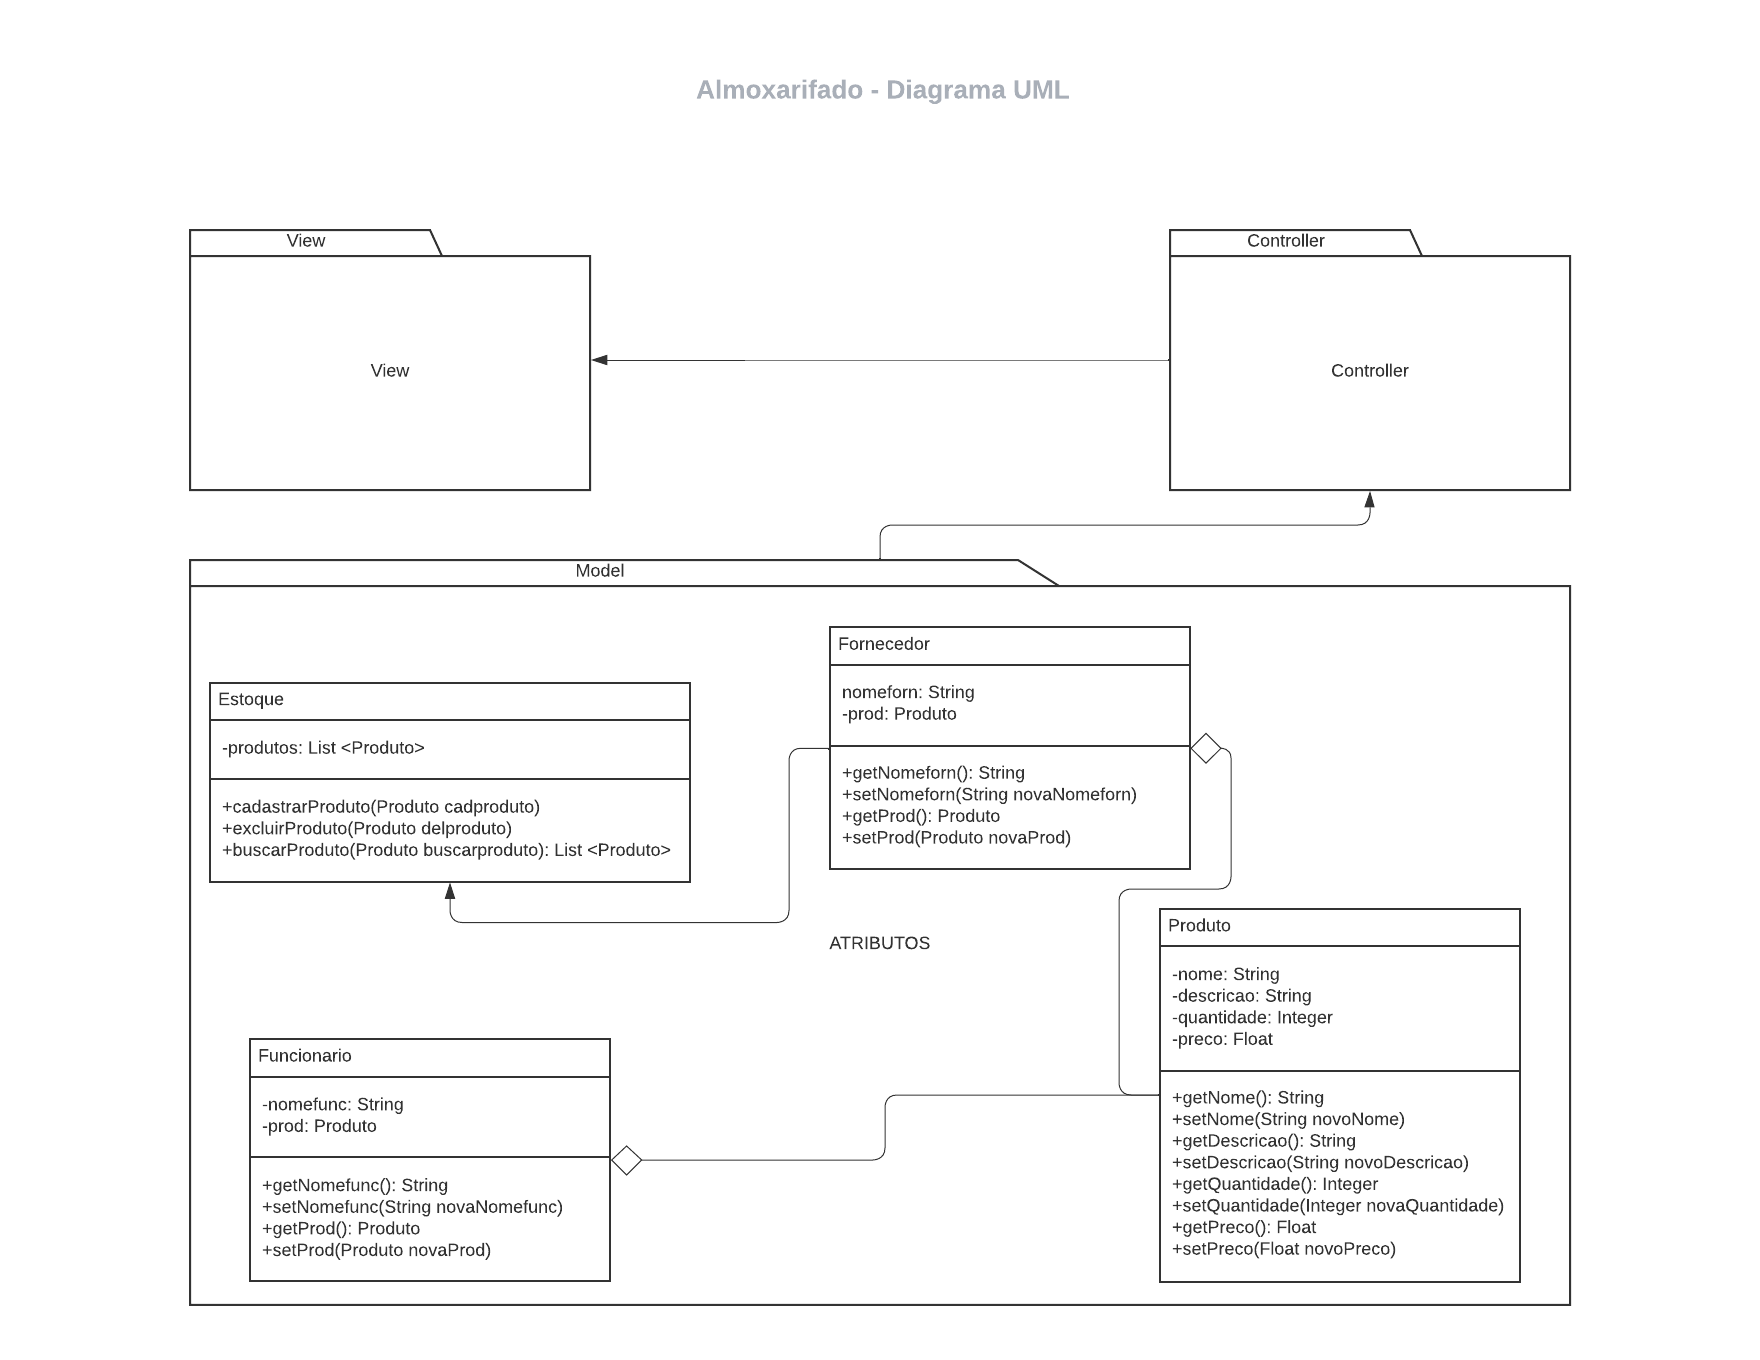 Almoxarifado - Diagrama UML
View
View
Controller
Controller
Model
Estoque
-produtos: List <Produto>
+cadastrarProduto(Produto cadproduto)
+excluirProduto(Produto delproduto)
+buscarProduto(Produto buscarproduto): List <Produto>
Fornecedor
nomeforn: String
-prod: Produto
+getNomeforn(): String
+setNomeforn(String novaNomeforn)
+getProd(): Produto
+setProd(Produto novaProd)
ATRIBUTOS
Funcionario
-nomefunc: String
-prod: Produto
+getNomefunc(): String
+setNomefunc(String novaNomefunc)
+getProd(): Produto
+setProd(Produto novaProd)
Produto
-nome: String
-descricao: String
-quantidade: Integer
-preco: Float
+getNome(): String
+setNome(String novoNome)
+getDescricao(): String
+setDescricao(String novoDescricao)
+getQuantidade(): Integer
+setQuantidade(Integer novaQuantidade)
+getPreco(): Float
+setPreco(Float novoPreco)